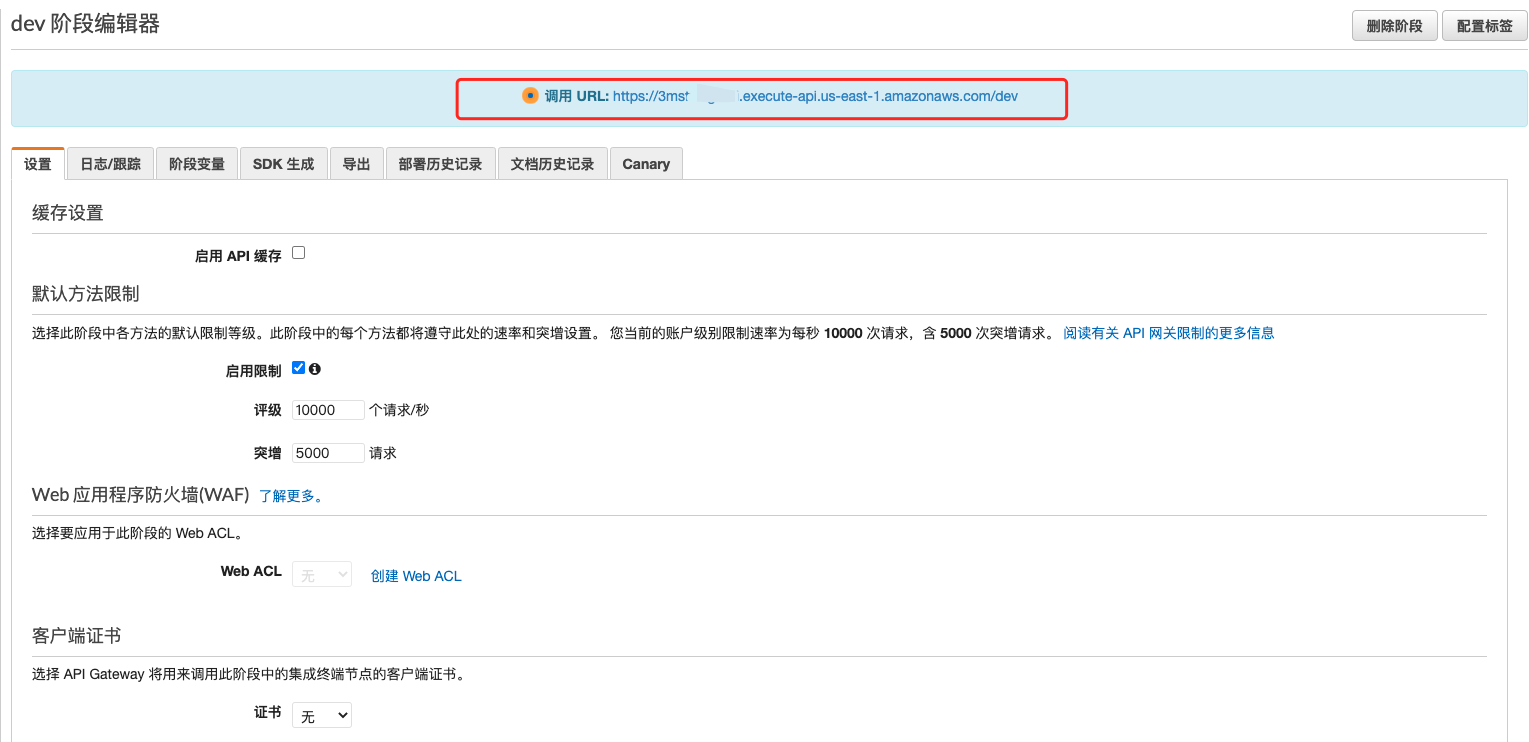 dev 阶段编辑器
删除阶段 配置标签
调用 URL: https://3mst .execute-api.us-east-1.amazonaws.com/dev
设置 日志/跟踪 阶段变量 SDK 生成 导出 部署历史记录 文档历史记录 Canary
缓存设置
启用 API 缓存
默认方法限制
选择此阶段中各方法的默认限制等级。此阶段中的每个方法都将遵守此处的速率和突增设置。 您当前的账户级别限制速率为每秒 10000 次请求，含 5000 次突增请求。 阅读有关 API 网关限制的更多信息
启用限制
评级 10000 个请求/秒
突增 5000 请求
Web 应用程序防火墙(WAF) 了解更多。
选择要应用于此阶段的 Web ACL。
Web ACL 无 创建 Web ACL
客户端证书
选择 API Gateway 将用来调用此阶段中的集成终端节点的客户端证书。
证书 无